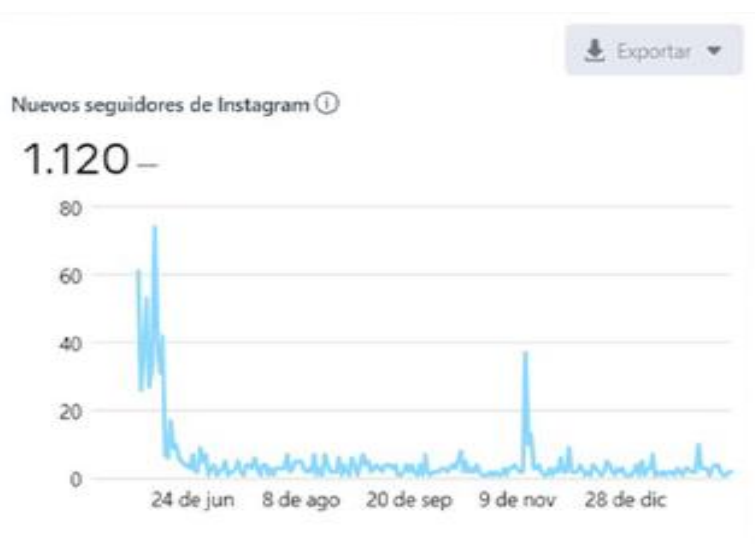 Exportar
Nuevos seguidores de Instagram
1.120 –
80
60
40
20
0
24 de jun 8 de ago 20 de sep 9 de nov 28 de dic